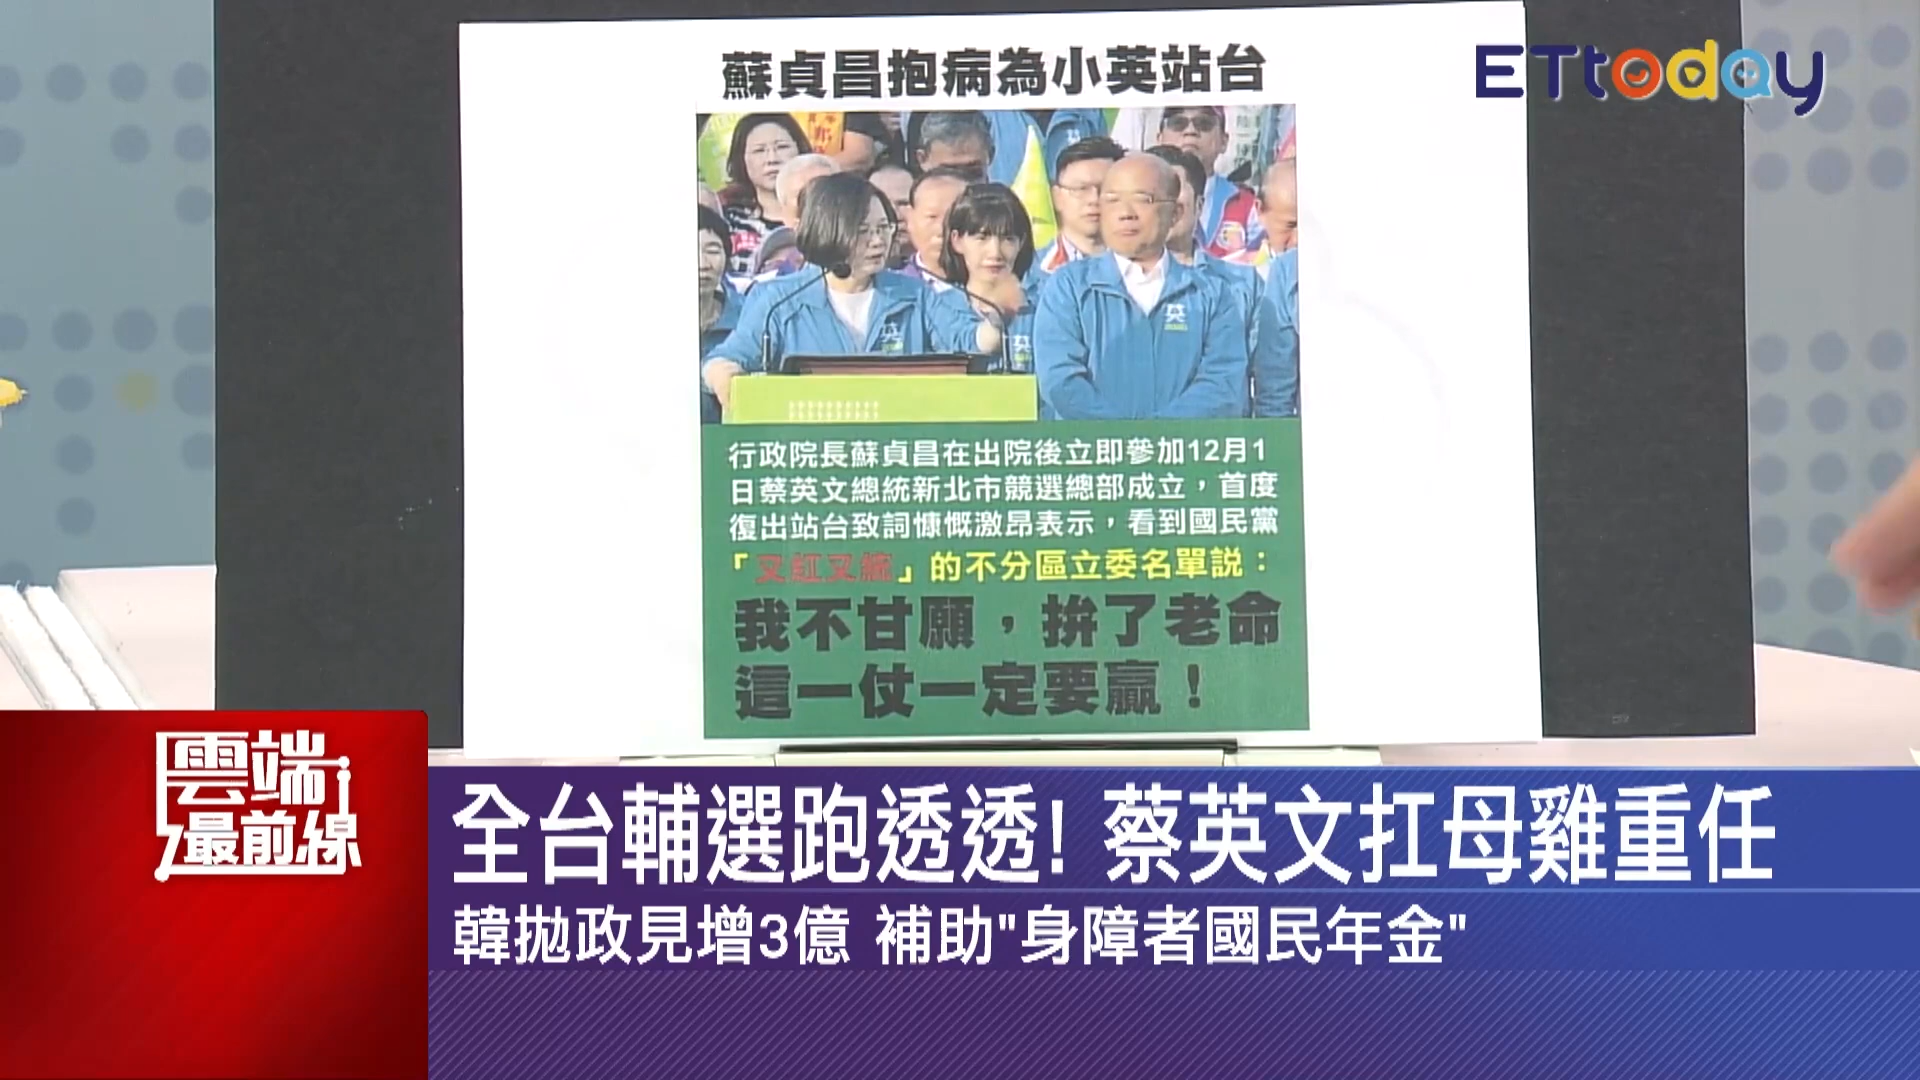 蘇貞昌抱病為小英站台
ETtoday
英
英
行政院長蘇貞昌在出院後立即參加12月1
日蔡英文總統新北市競選總部成立，首度
復出站台致詞慷慨激昂表示，看到國民黨
「又紅又統」的不分區立委名單說：
我不甘願，拚了老命
這一仗一定要贏！
雲端
最前線
全台輔選跑透透! 蔡英文扛母雞重任
韓拋政見增3億 補助"身障者國民年金"